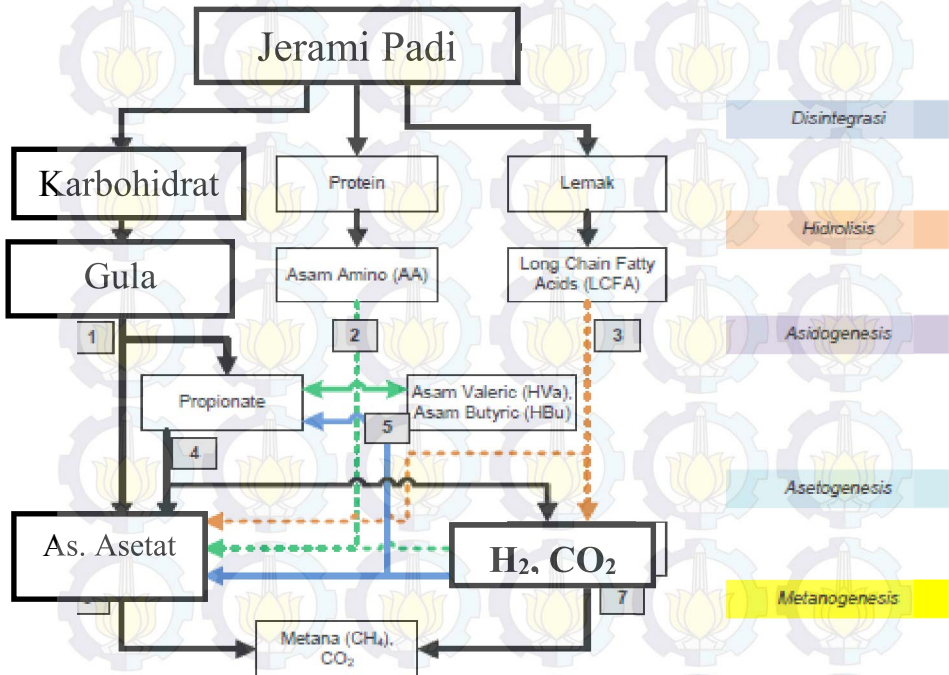 Jerami Padi
Disintegrasi
Karbohidrat
Protein
Lemak
Hidrolisis
Gula
Asam Amino (AA)
Long Chain Fatty
Acids (LCFA)
1
2
3
Asidogenesis
Propionate
Asam Valeric (HVa),
Asam Butyric (HBu)
5
4
Asetogenesis
As. Asetat
H₂, CO₂
7
Metanogenesis
Metana (CH₄),
CO₂